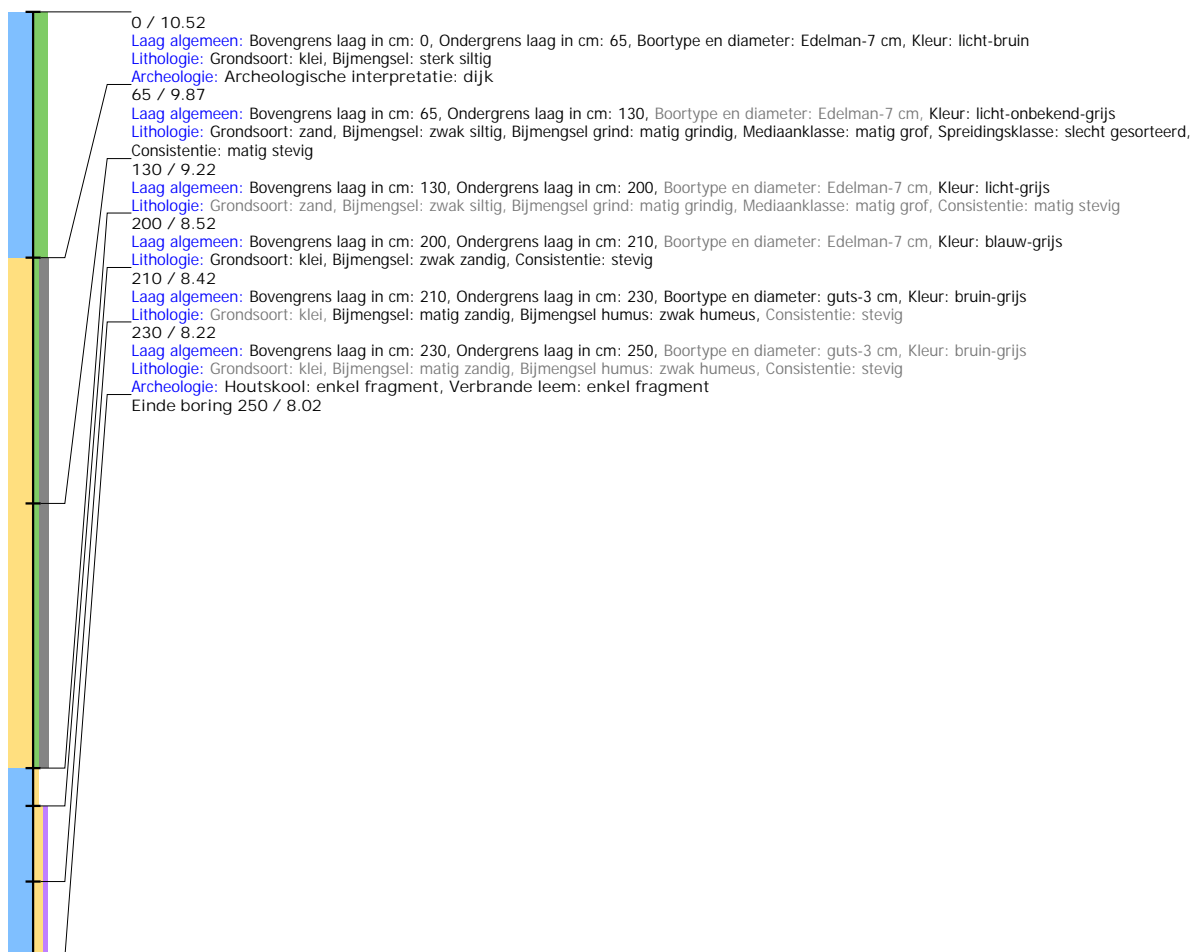 0 / 10.52
Laag algemeen: Bovengrens laag in cm: 0, Ondergrens laag in cm: 65, Boortype en diameter: Edelman-7 cm, Kleur: licht-bruin
Lithologie: Grondsoort: klei, Bijmengsel: sterk siltig
Archeologie: Archeologische interpretatie: dijk
65 / 9.87
Laag algemeen: Bovengrens laag in cm: 65, Ondergrens laag in cm: 130, Boortype en diameter: Edelman-7 cm, Kleur: licht-onbekend-grijs
Lithologie: Grondsoort: zand, Bijmengsel: zwak siltig, Bijmengsel grind: matig grindig, Mediaanklasse: matig grof, Spreidingsklasse: slecht gesorteerd,
Consistentie: matig stevig
130 / 9.22
Laag algemeen: Bovengrens laag in cm: 130, Ondergrens laag in cm: 200, Boortype en diameter: Edelman-7 cm, Kleur: licht-grijs
Lithologie: Grondsoort: zand, Bijmengsel: zwak siltig, Bijmengsel grind: matig grindig, Mediaanklasse: matig grof, Consistentie: matig stevig
200 / 8.52
Laag algemeen: Bovengrens laag in cm: 200, Ondergrens laag in cm: 210, Boortype en diameter: Edelman-7 cm, Kleur: blauw-grijs
Lithologie: Grondsoort: klei, Bijmengsel: zwak zandig, Consistentie: stevig
210 / 8.42
Laag algemeen: Bovengrens laag in cm: 210, Ondergrens laag in cm: 230, Boortype en diameter: guts-3 cm, Kleur: bruin-grijs
Lithologie: Grondsoort: klei, Bijmengsel: matig zandig, Bijmengsel humus: zwak humeus, Consistentie: stevig
230 / 8.22
Laag algemeen: Bovengrens laag in cm: 230, Ondergrens laag in cm: 250, Boortype en diameter: guts-3 cm, Kleur: bruin-grijs
Lithologie: Grondsoort: klei, Bijmengsel: matig zandig, Bijmengsel humus: zwak humeus, Consistentie: stevig
Archeologie: Houtskool: enkel fragment, Verbrande leem: enkel fragment
Einde boring 250 / 8.02